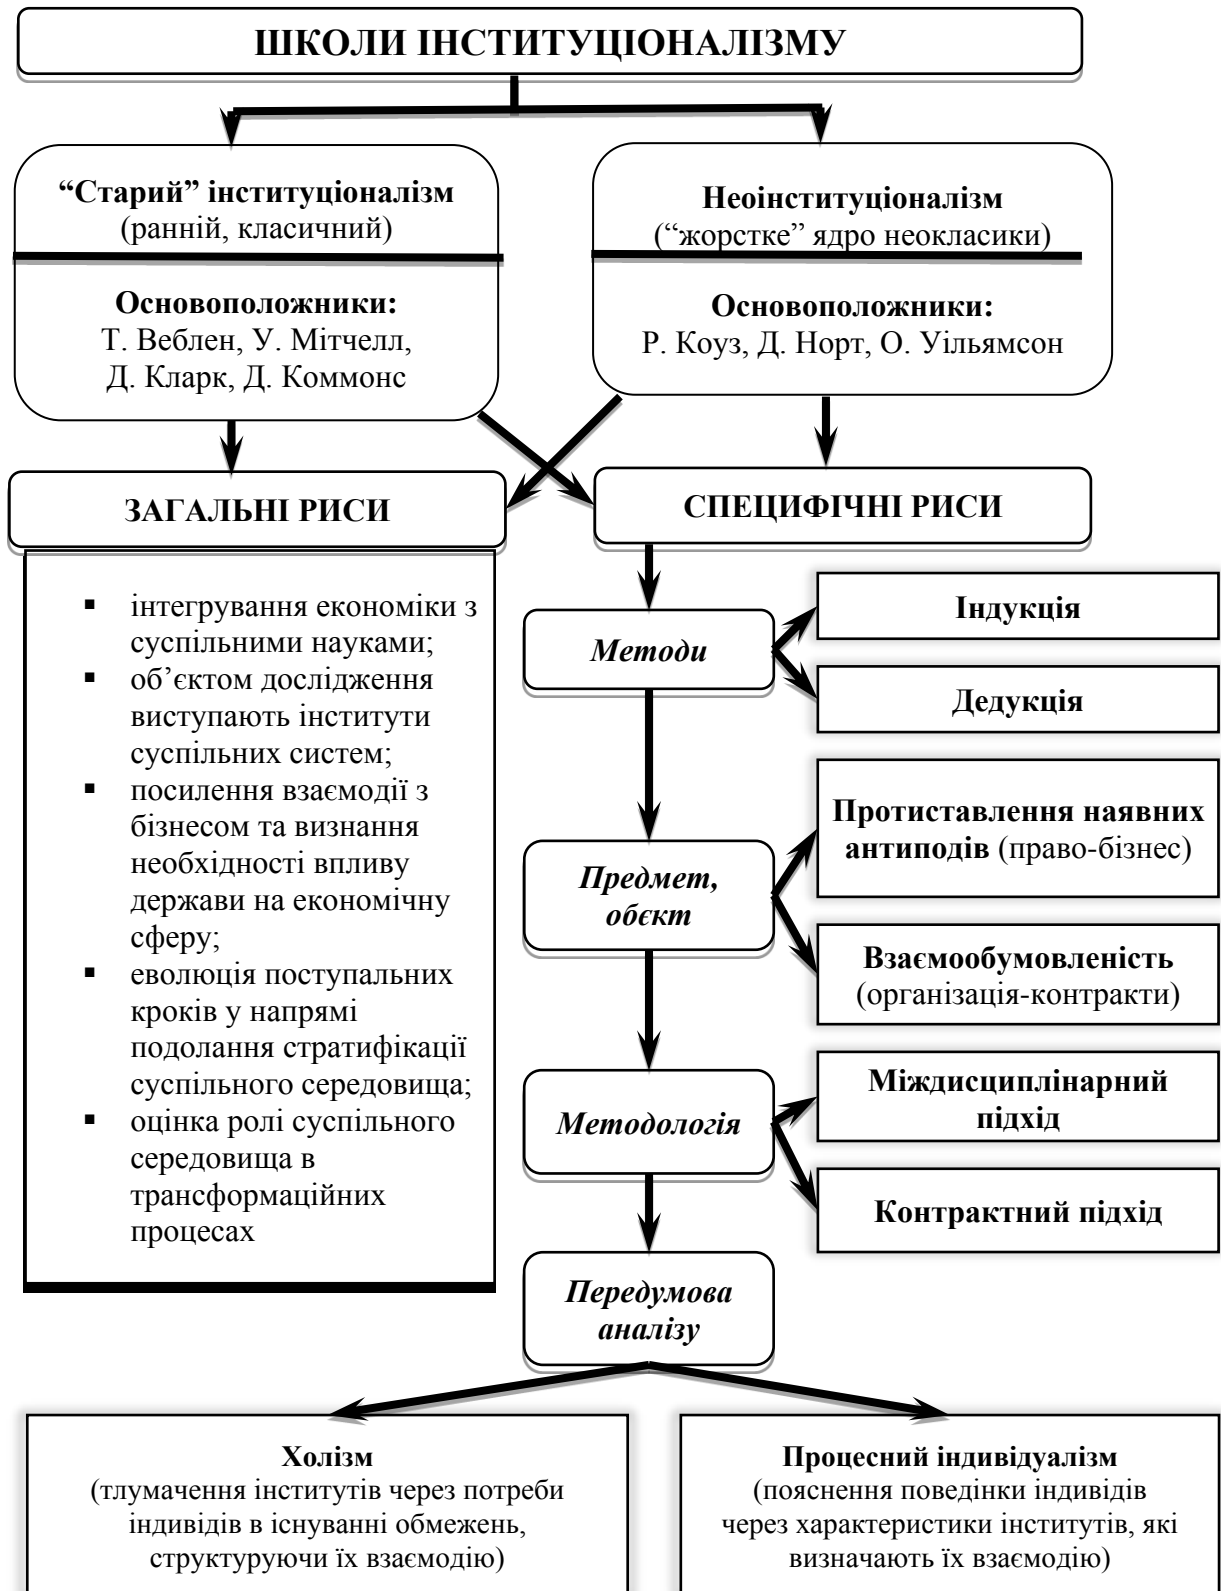 ШКОЛИ ІНСТИТУЦІОНАЛІЗМУ
“Старий” інституціоналізм
(ранній, класичний)
Основоположники:
Т. Веблен, У. Мітчелл,
Д. Кларк, Д. Коммонс
Неоінституціоналізм
(“жорстке” ядро неокласики)
Основоположники:
Р. Коуз, Д. Норт, О. Уільямсон
ЗАГАЛЬНІ РИСИ
▪ інтегрування економіки з
суспільними науками;
▪ об’єктом дослідження
виступають інститути
суспільних систем;
▪ посилення взаємодії з
бізнесом та визнання
необхідності впливу
держави на економічну
сферу;
▪ еволюція поступальних
кроків у напрямі
подолання стратифікації
суспільного середовища;
▪ оцінка ролі суспільного
середовища в
трансформаційних
процесах
СПЕЦИФІЧНІ РИСИ
Методи
Індукція
Дедукція
Предмет,
обєкт
Протиставлення наявних
антиподів (право-бізнес)
Взаємообумовленість
(організація-контракти)
Методологія
Міждисциплінарний
підхід
Контрактний підхід
Передумова
аналізу
Холізм
(тлумачення інститутів через потреби
індивідів в існуванні обмежень,
структуруючи їх взаємодію)
Процесний індивідуалізм
(пояснення поведінки індивідів
через характеристики інститутів, які
визначають їх взаємодію)